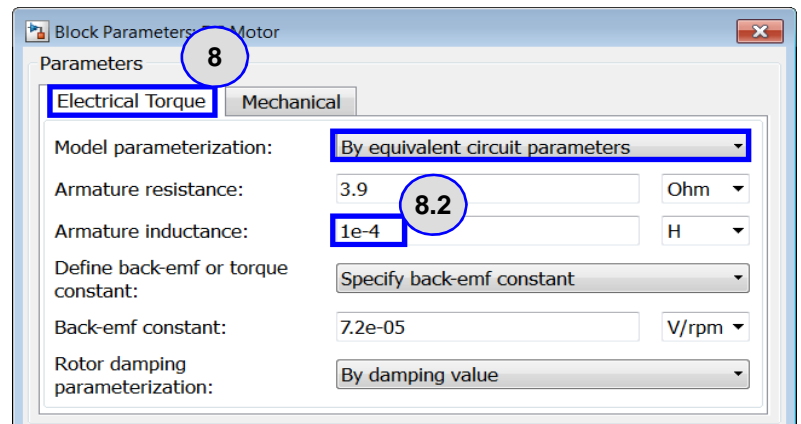 Block Parameters: Motor
8
Parameters
Electrical Torque Mechanical
Model parameterization: By equivalent circuit parameters
Armature resistance: 3.9 Ohm
8.2
Armature inductance: 1e-4 H
Define back-emf or torque
constant: Specify back-emf constant
Back-emf constant: 7.2e-05 V/rpm
Rotor damping
parameterization: By damping value